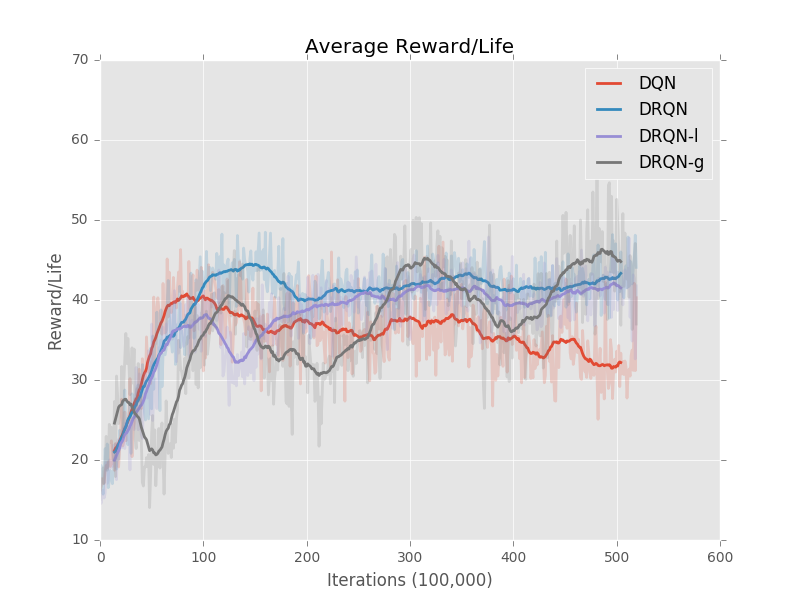 Average Reward/Life
70
60
50
40
30
20
10
Reward/Life
DQN
DRQN
DRQN-l
DRQN-g
0 100 200 300 400 500 600
Iterations (100,000)